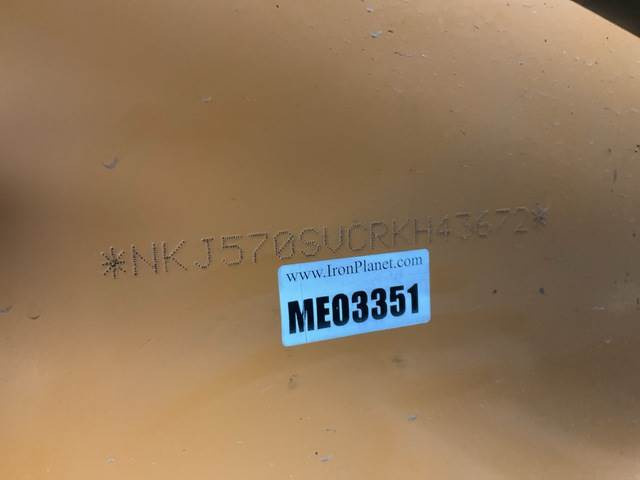 *NKJ570SVCRKH43672*
www.IronPlanet.com
ME03351